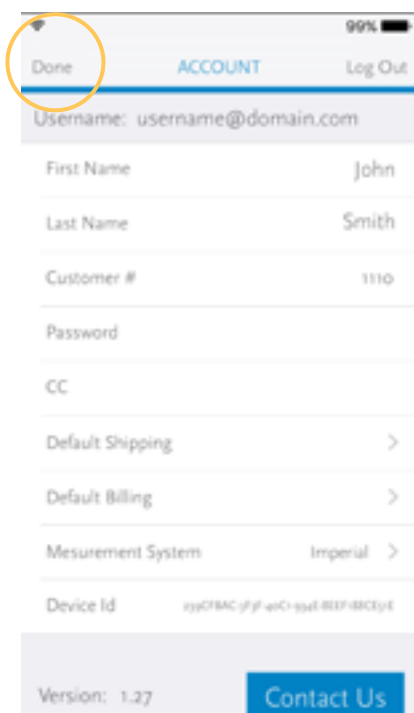 99%
Done ACCOUNT Log Out
Username: username@domain.com
First Name John
Last Name Smith
Customer # 1110
Password
CC
Default Shipping
Default Billing
Mesurement System Imperial
Device Id
Version: 1.27 Contact Us